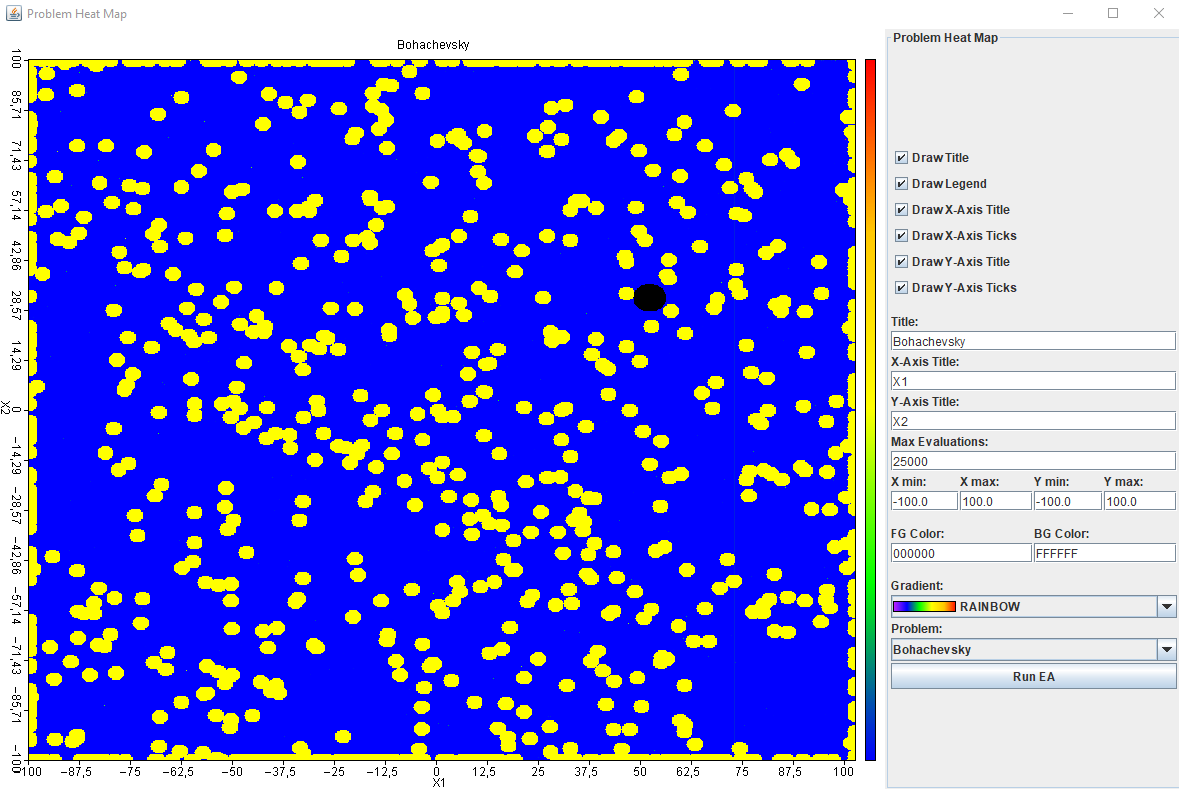 Problem Heat Map
Bohachevsky
100
85,71
71,43
57,14
42,86
28,57
14,29
0
−14,29
−28,57
−42,86
−57,14
−71,43
−85,71
−100
X2
−100 −87,5 −75 −62,5 −50 −37,5 −25 −12,5 0 12,5 25 37,5 50 62,5 75 87,5 100
X1
Problem Heat Map
Draw Title
Draw Legend
Draw X-Axis Title
Draw X-Axis Ticks
Draw Y-Axis Title
Draw Y-Axis Ticks
Title:
Bohachevsky
X-Axis Title:
X1
Y-Axis Title:
X2
Max Evaluations:
25000
X min: X max: Y min: Y max:
-100.0 100.0 -100.0 100.0
FG Color: BG Color:
000000 FFFFFF
Gradient:
RAINBOW
Problem:
Bohachevsky
Run EA